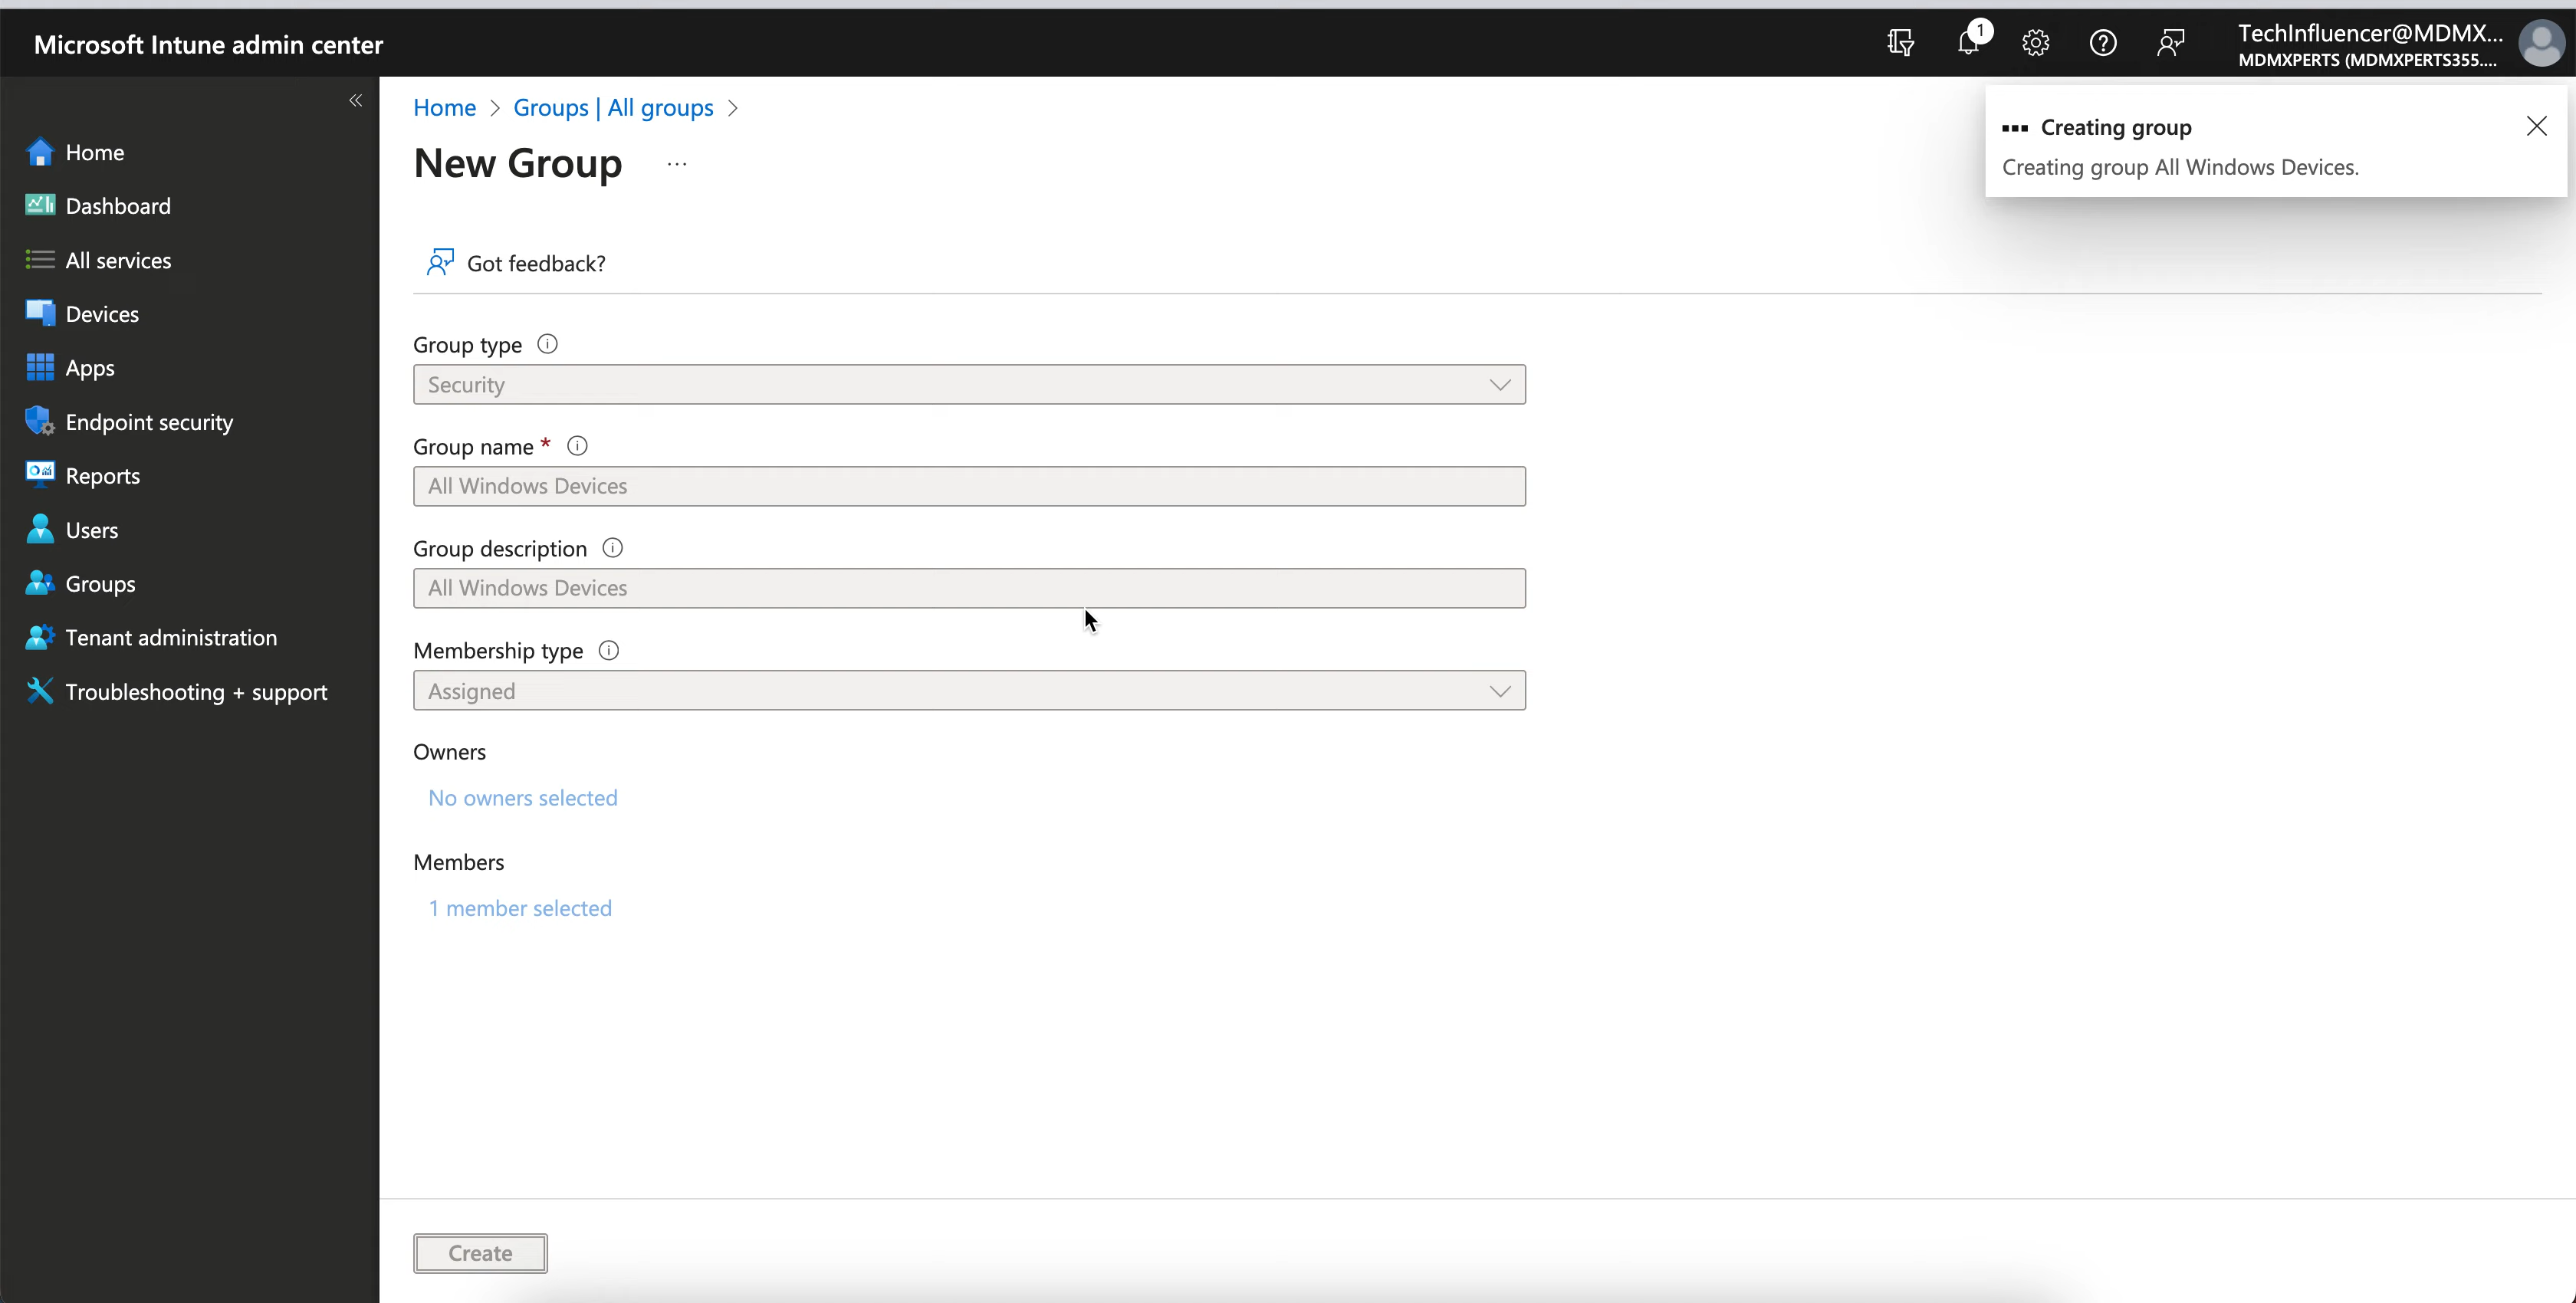 Microsoft Intune admin center
1
TechInfluencer@MDMX...
MDMXPERTS (MDMXPERTS355....
Home
Dashboard
All services
Devices
Apps
Endpoint security
Reports
Users
Groups
Tenant administration
Troubleshooting + support
Home > Groups | All groups >
New Group ...
Creating group
Creating group All Windows Devices.
Got feedback?
Group type
Security
Group name *
All Windows Devices
Group description
All Windows Devices
Membership type
Assigned
Owners
No owners selected
Members
1 member selected
Create